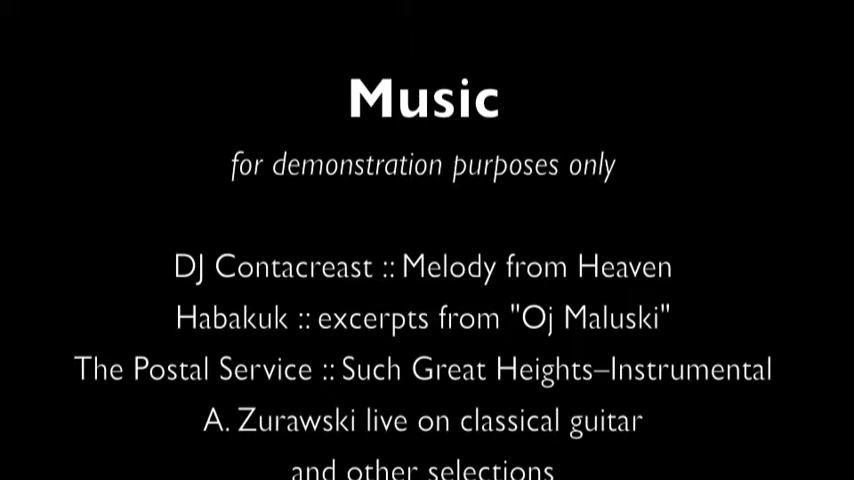 Music
for demonstration purposes only
DJ Contacreast :: Melody from Heaven
Habakuk :: excerpts from "Oj Maluski"
The Postal Service :: Such Great Heights–Instrumental
A. Zurawski live on classical guitar
and other selections